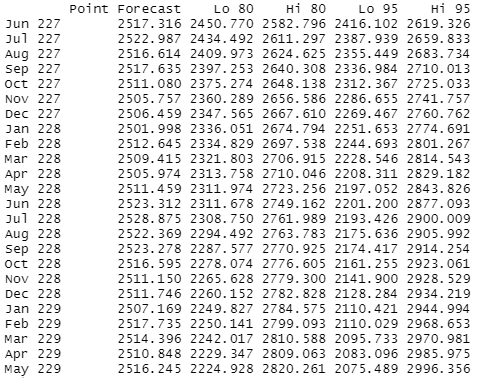 Point Forecast Lo 80 Hi 80 Lo 95 Hi 95
Jun 227 2517.316 2450.770 2582.796 2416.102 2619.326
Jul 227 2522.987 2434.492 2611.297 2387.939 2659.833
Aug 227 2516.614 2409.973 2624.625 2355.449 2683.734
Sep 227 2517.635 2397.253 2640.308 2336.984 2710.013
Oct 227 2511.080 2375.274 2648.138 2312.367 2725.033
Nov 227 2505.757 2360.289 2656.586 2286.655 2741.757
Dec 227 2506.459 2347.565 2667.610 2269.467 2760.762
Jan 228 2501.998 2336.051 2674.794 2251.653 2774.691
Feb 228 2512.645 2334.829 2697.538 2244.693 2801.267
Mar 228 2509.415 2321.803 2706.915 2228.546 2814.543
Apr 228 2505.974 2313.758 2710.046 2208.311 2829.182
May 228 2511.459 2311.974 2723.256 2197.052 2843.826
Jun 228 2523.312 2311.678 2749.162 2201.200 2877.093
Jul 228 2528.875 2308.750 2761.989 2193.426 2900.009
Aug 228 2522.369 2294.492 2763.783 2175.636 2905.992
Sep 228 2523.278 2287.577 2770.925 2174.417 2914.254
Oct 228 2516.595 2278.074 2776.605 2161.255 2923.061
Nov 228 2511.150 2265.628 2779.300 2141.900 2928.529
Dec 228 2511.746 2260.152 2782.828 2128.284 2934.219
Jan 229 2507.169 2249.827 2784.575 2110.421 2944.994
Feb 229 2517.735 2250.141 2799.093 2110.029 2968.653
Mar 229 2514.396 2242.017 2810.588 2095.733 2970.981
Apr 229 2510.848 2229.347 2809.063 2083.096 2985.975
May 229 2516.245 2224.928 2820.261 2075.489 2996.356